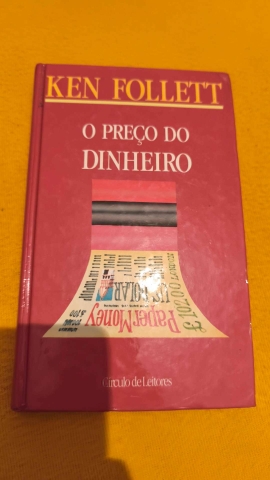 KEN FOLLETT
O PREÇO DO
DINHEIRO
Paper Money
Círculo de Leitores